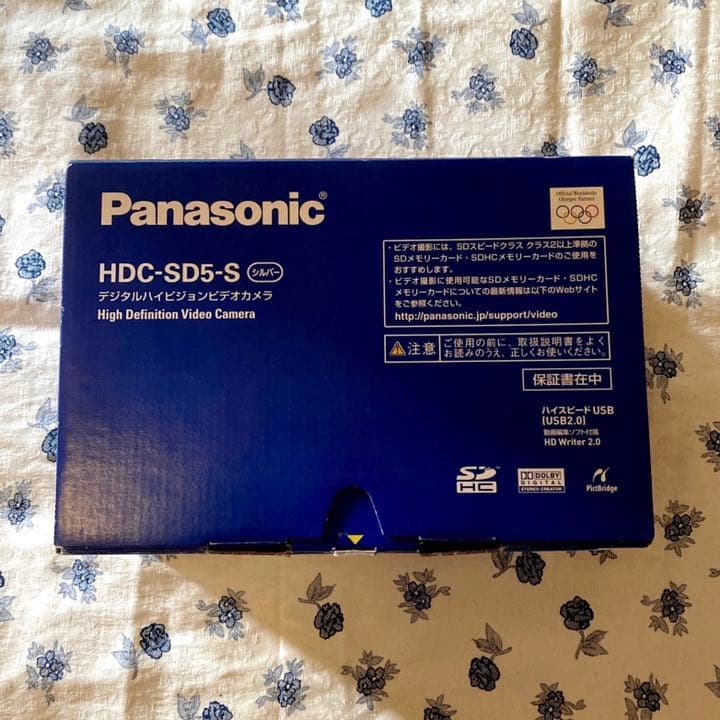 Panasonic®
Official Worldwide
Olympic Partner
HDC-SD5-S シルバー
デジタルハイビジョンビデオカメラ
High Definition Video Camera
・ビデオ撮影には、SDスピードクラス クラス2以上準拠の
SDメモリーカード・SDHCメモリーカードのご使用を
おすすめします。
・ビデオ撮影に使用可能なSDメモリーカード・SDHC
メモリーカードについての最新情報は以下のWebサイト
をご参照ください。
http://panasonic.jp/support/video
注意 ご使用の前に、取扱説明書をよく
お読みのうえ、正しくお使いください。
保証書在中
ハイスピード USB
(USB2.0)
動画編集ソフト付属
HD Writer 2.0
SD
HC
DOLBY
DIGITAL
STEREO CREATOR
PictBridge